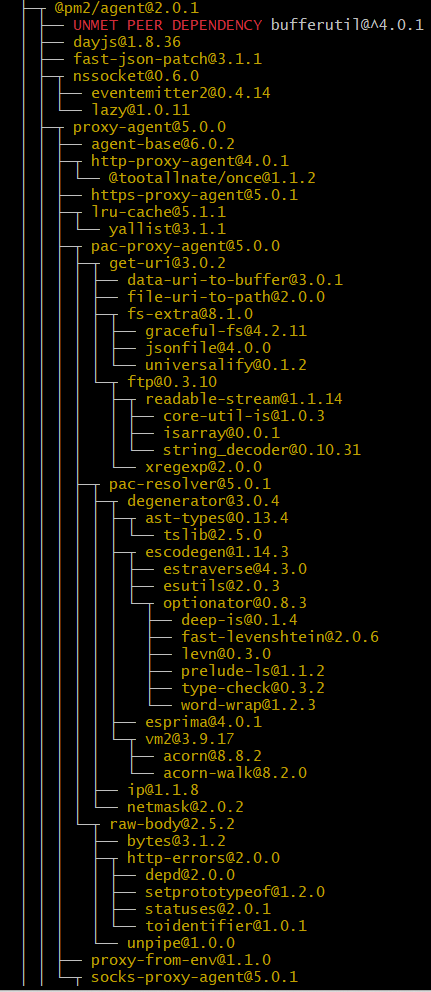 @pm2/agent@2.0.1
UNMET PEER DEPENDENCY bufferutil@^4.0.1
dayjs@1.8.36
fast-json-patch@3.1.1
nssocket@0.6.0
eventemitter2@0.4.14
lazy@1.0.11
proxy-agent@5.0.0
agent-base@6.0.2
http-proxy-agent@4.0.1
@tootallnate/once@1.1.2
https-proxy-agent@5.0.1
lru-cache@5.1.1
yallist@3.1.1
pac-proxy-agent@5.0.0
get-uri@3.0.2
data-uri-to-buffer@3.0.1
file-uri-to-path@2.0.0
fs-extra@8.1.0
graceful-fs@4.2.11
jsonfile@4.0.0
universalify@0.1.2
ftp@0.3.10
readable-stream@1.1.14
core-util-is@1.0.3
isarray@0.0.1
string_decoder@0.10.31
xregexp@2.0.0
pac-resolver@5.0.1
degenerator@3.0.4
ast-types@0.13.4
tslib@2.5.0
escodegen@1.14.3
estraverse@4.3.0
esutils@2.0.3
optionator@0.8.3
deep-is@0.1.4
fast-levenshtein@2.0.6
levn@0.3.0
prelude-ls@1.1.2
type-check@0.3.2
word-wrap@1.2.3
esprima@4.0.1
vm2@3.9.17
acorn@8.8.2
acorn-walk@8.2.0
ip@1.1.8
netmask@2.0.2
raw-body@2.5.2
bytes@3.1.2
http-errors@2.0.0
depd@2.0.0
setprototypeof@1.2.0
statuses@2.0.1
toidentifier@1.0.1
unpipe@1.0.0
proxy-from-env@1.1.0
socks-proxy-agent@5.0.1